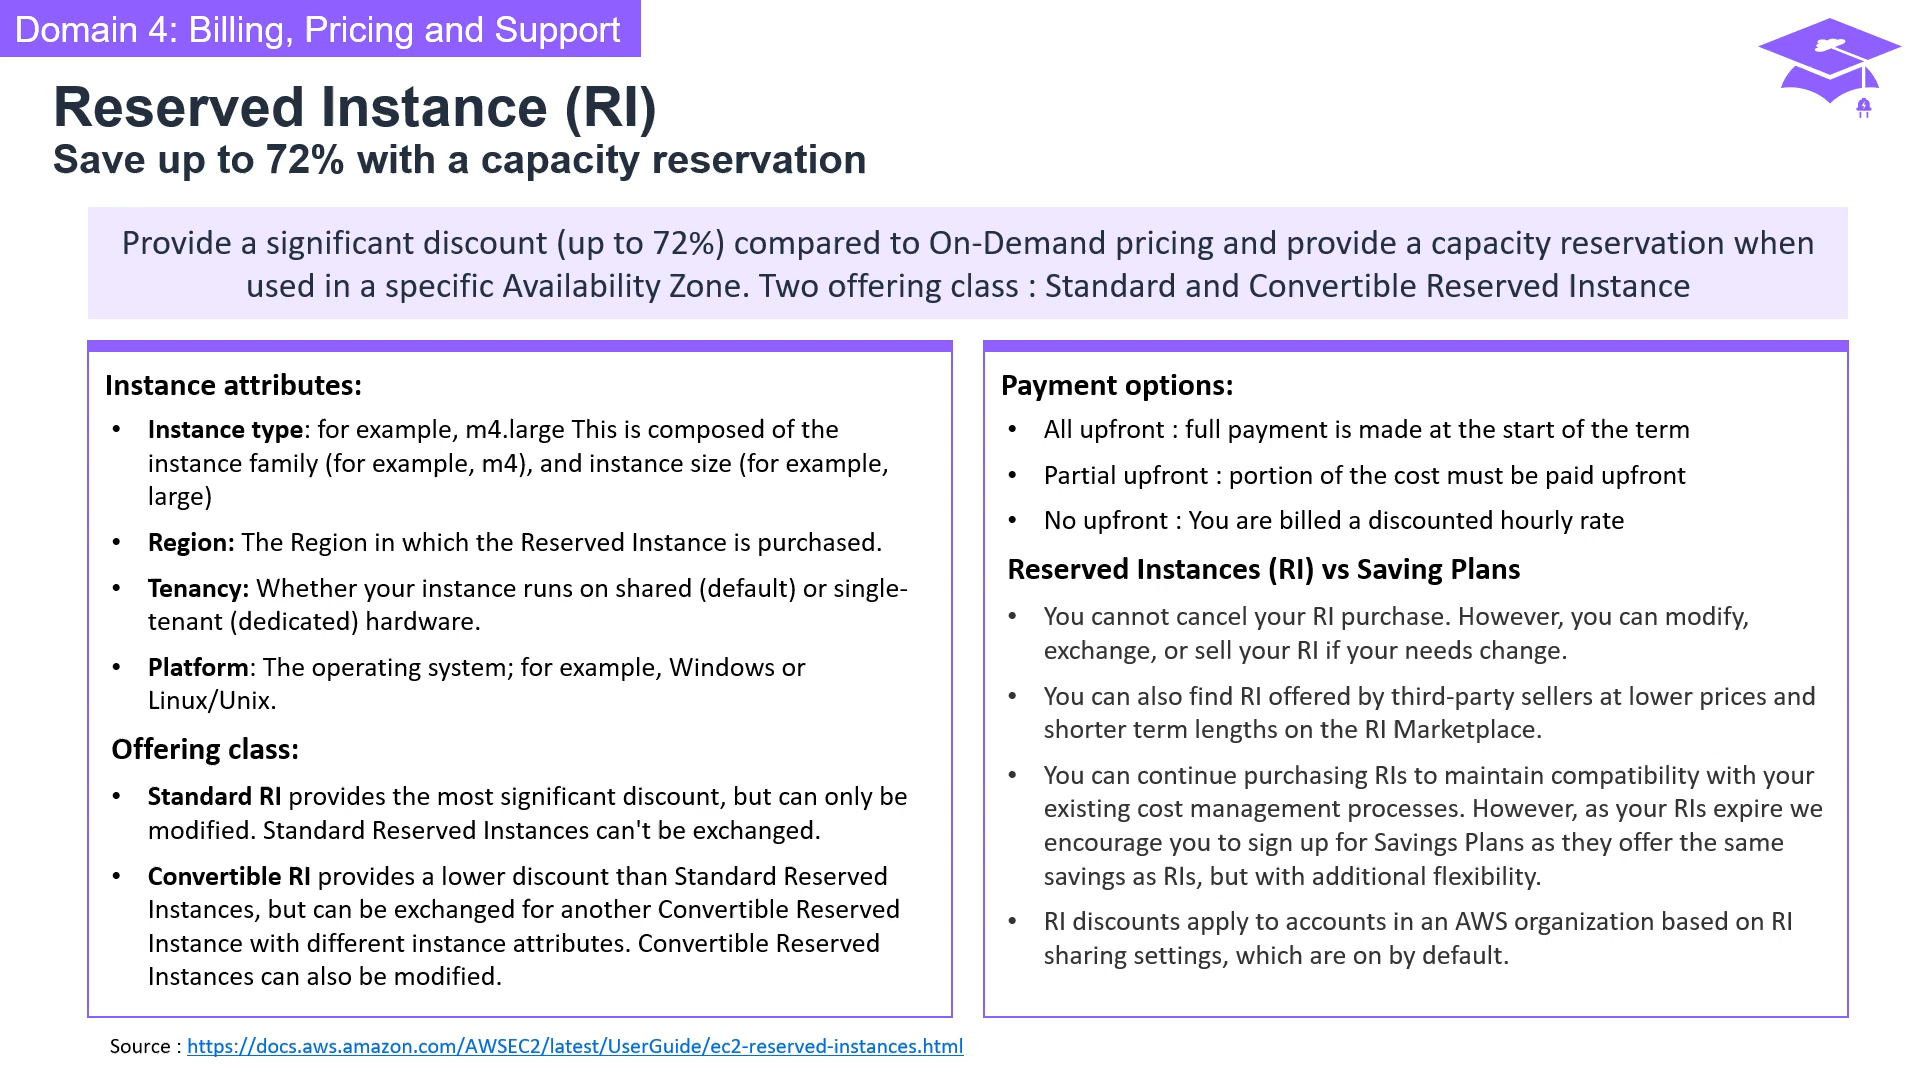 Domain 4: Billing, Pricing and Support
Reserved Instance (RI)
Save up to 72% with a capacity reservation
Provide a significant discount (up to 72%) compared to On-Demand pricing and provide a capacity reservation when
used in a specific Availability Zone. Two offering class : Standard and Convertible Reserved Instance
Instance attributes:
• Instance type: for example, m4.large This is composed of the
instance family (for example, m4), and instance size (for example,
large)
• Region: The Region in which the Reserved Instance is purchased.
• Tenancy: Whether your instance runs on shared (default) or single-
tenant (dedicated) hardware.
• Platform: The operating system; for example, Windows or
Linux/Unix.
Offering class:
• Standard RI provides the most significant discount, but can only be
modified. Standard Reserved Instances can't be exchanged.
• Convertible RI provides a lower discount than Standard Reserved
Instances, but can be exchanged for another Convertible Reserved
Instance with different instance attributes. Convertible Reserved
Instances can also be modified.
Payment options:
• All upfront : full payment is made at the start of the term
• Partial upfront : portion of the cost must be paid upfront
• No upfront : You are billed a discounted hourly rate
Reserved Instances (RI) vs Saving Plans
• You cannot cancel your RI purchase. However, you can modify,
exchange, or sell your RI if your needs change.
• You can also find RI offered by third-party sellers at lower prices and
shorter term lengths on the RI Marketplace.
• You can continue purchasing RIs to maintain compatibility with your
existing cost management processes. However, as your RIs expire we
encourage you to sign up for Savings Plans as they offer the same
savings as RIs, but with additional flexibility.
• RI discounts apply to accounts in an AWS organization based on RI
sharing settings, which are on by default.
Source : https://docs.aws.amazon.com/AWSEC2/latest/UserGuide/ec2-reserved-instances.html